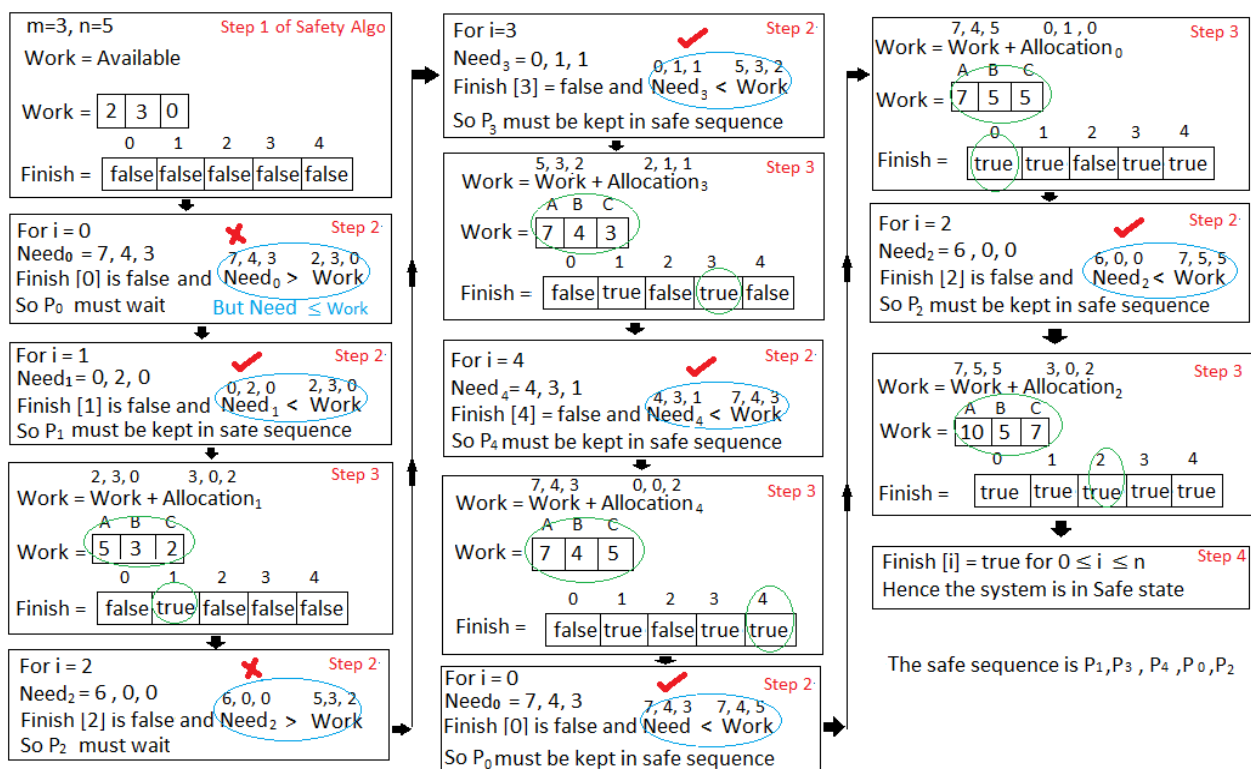 m=3, n=5
Step 1 of Safety Algo
Work = Available
Work = 2 3 0
0 1 2 3 4
Finish = false false false false false
For i = 0
Step 2
Need₀ = 7, 4, 3
7, 4, 3 2, 3, 0
Finish [0] is false and Need₀ > Work
So P₀ must wait
But Need ≤ Work
For i = 1
Step 2
Need₁ = 0, 2, 0
0, 2, 0 2, 3, 0
Finish [1] is false and Need₁ < Work
So P₁ must be kept in safe sequence
Step 3
2, 3, 0 3, 0, 2
Work = Work + Allocation₁
A B C
Work = 5 3 2
0 1 2 3 4
Finish = false true false false false
For i = 2
Step 2
Need₂ = 6 , 0, 0
6, 0, 0 5,3, 2
Finish [2] is false and Need₂ > Work
So P₂ must wait
For i=3
Step 2
Need₃ = 0, 1, 1
0, 1, 1 5, 3, 2
Finish [3] = false and Need₃ < Work
So P₃ must be kept in safe sequence
5, 3, 2 2, 1, 1
Step 3
Work = Work + Allocation₃
A B C
Work = 7 4 3
0 1 2 3 4
Finish = false true false true false
For i = 4
Step 2
Need₄= 4, 3, 1
4, 3, 1 7, 4, 3
Finish [4] = false and Need₄ < Work
So P₄ must be kept in safe sequence
7, 4, 3 0, 0, 2
Step 3
Work = Work + Allocation₄
A B C
Work = 7 4 5
0 1 2 3 4
Finish = false true false true true
For i=0
Step 2
Need₀ = 7, 4, 3
7, 4, 3 7, 4, 5
Finish [0] is false and Need < Work
So P₀ must be kept in safe sequence
7, 4, 5 0, 1 , 0
Step 3
Work = Work + Allocation₀
A B C
Work = 7 5 5
0 1 2 3 4
Finish = true true false true true
For i = 2
Step 2
Need₂ = 6 , 0, 0
6, 0, 0 7, 5, 5
Finish [2] is false and Need₂ < Work
So P₂ must be kept in safe sequence
7, 5, 5 3, 0, 2
Step 3
Work = Work + Allocation₂
A B C
Work = 10 5 7
0 1 2 3 4
Finish = true true true true true
Finish [i] = true for 0 ≤ i ≤ n
Step 4
Hence the system is in Safe state
The safe sequence is P₁,P₃ , P₄ ,P₀,P₂